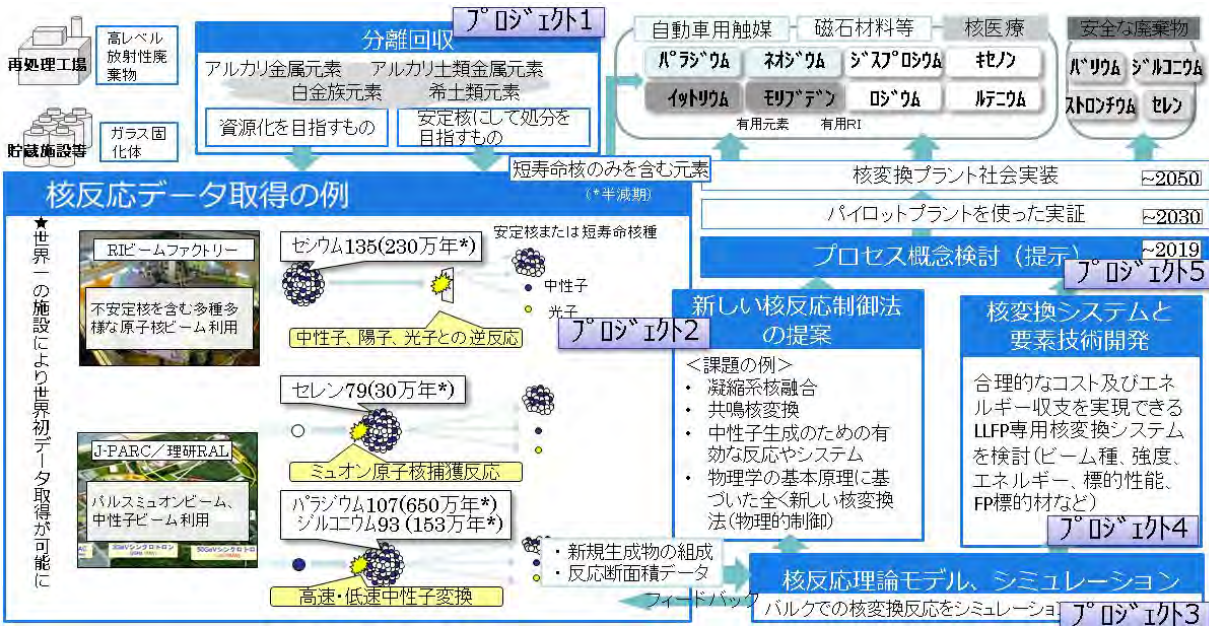 再処理工場
高レベル
放射性廃
棄物
貯蔵施設等
ガラス固
化体
プロジェクト1
分離回収
アルカリ金属元素 アルカリ土類金属元素
白金族元素 希土類元素
資源化を目指すもの
安定核にして処分を
目指すもの
自動車用触媒
磁石材料等
核医療
パラジウム
ネオジウム
ジスプロシウム
キセノン
イットリウム
モリブデン
ロジウム
ルテニウム
有用元素 有用RI
安全な廃棄物
バリウム
ジルコニウム
ストロンチウム
セレン
短寿命核のみを含む元素
核変換プラント社会実装
~2050
パイロットプラントを使った実証
~2030
プロセス概念検討(提示)
~2019
プロジェクト5
核反応データ取得の例
(*半減期)
★世界一の施設により世界初データ取得が可能に
RIビームファクトリー
不安定核を含む多種多
様な原子核ビーム利用
セシウム135(230万年*)
安定核または短寿命核種
中性子
光子
中性子、陽子、光子との逆反応
プロジェクト2
セレン79(30万年*)
ミュオン原子核捕獲反応
J-PARC/理研RAL
パルスミュオンビーム、
中性子ビーム利用
50GeVシンクロトロ
パラジウム107(650万年*)
ジルコニウム93(153万年*)
高速・低速中性子変換
新しい核反応制御法
の提案
<課題の例>
・ 凝縮系核融合
・ 共鳴核変換
・ 中性子生成のための有
効な反応やシステム
・ 物理学の基本原理に基
づいた全く新しい核変換
法(物理的制御)
核変換システムと
要素技術開発
合理的なコスト及びエネ
ルギー収支を実現できる
LLFP専用核変換システム
を検討(ビーム種、強度、
エネルギー、標的性能、
FP標的材など)
プロジェクト4
・新規生成物の組成
・反応断面積データ
フィードバック
核反応理論モデル、シミュレーション
バルクでの核変換反応をシミュレーション
プロジェクト3